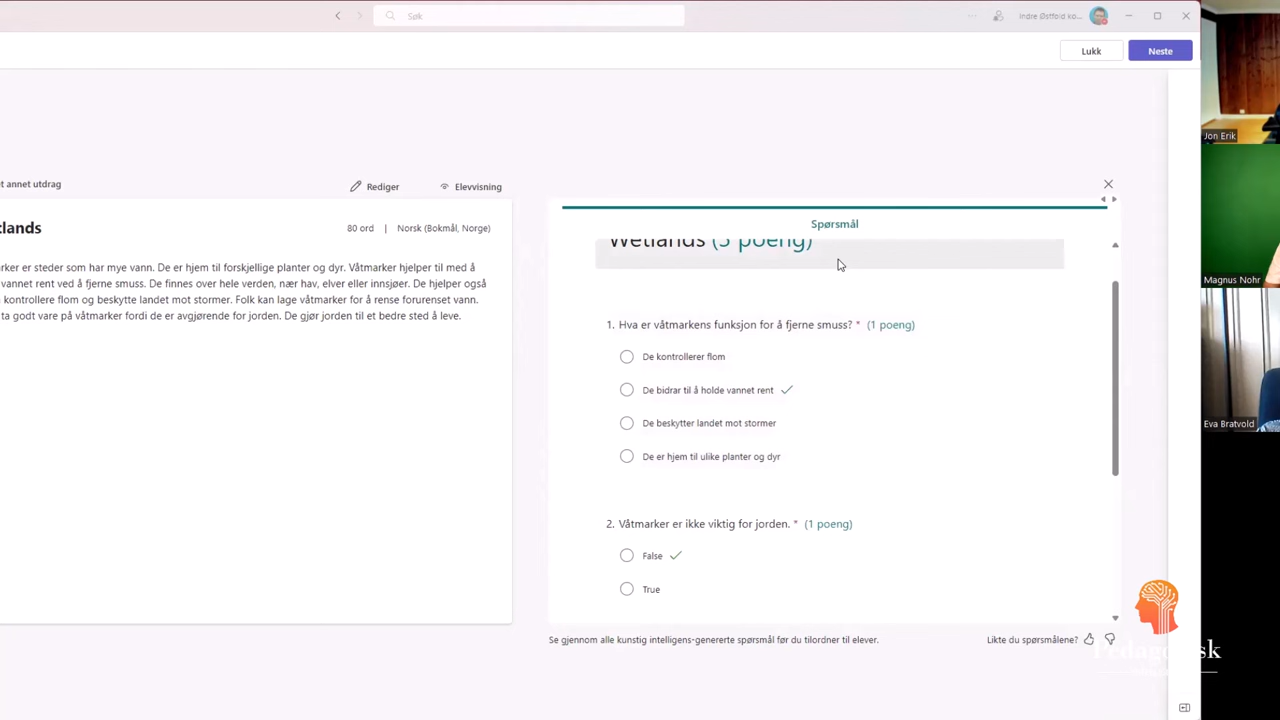 Søk
Indre Østfold ko...
Lukk
Neste
t annet utdrag
Rediger
Elevvisning
tlands
80 ord | Norsk (Bokmål, Norge)
rker er steder som har mye vann. De er hjem til forskjellige planter og dyr. Våtmarker hjelper til med å
vannet rent ved å fjerne smuss. De finnes over hele verden, nær hav, elver eller innsjøer. De hjelper også
kontrollere flom og beskytte landet mot stormer. Folk kan lage våtmarker for å rense forurenset vann.
ta godt vare på våtmarker fordi de er avgjørende for jorden. De gjør jorden til et bedre sted å leve.
Spørsmål
Wetlands (3 poeng)
1. Hva er våtmarkens funksjon for å fjerne smuss? * (1 poeng)
De kontrollerer flom
De bidrar til å holde vannet rent
De beskytter landet mot stormer
De er hjem til ulike planter og dyr
2. Våtmarker er ikke viktig for jorden. * (1 poeng)
False
True
Se gjennom alle kunstig intelligens-genererte spørsmål før du tilordner til elever.
Likte du spørsmålene?
Jon Erik
Magnus Nohr
Eva Bratvold